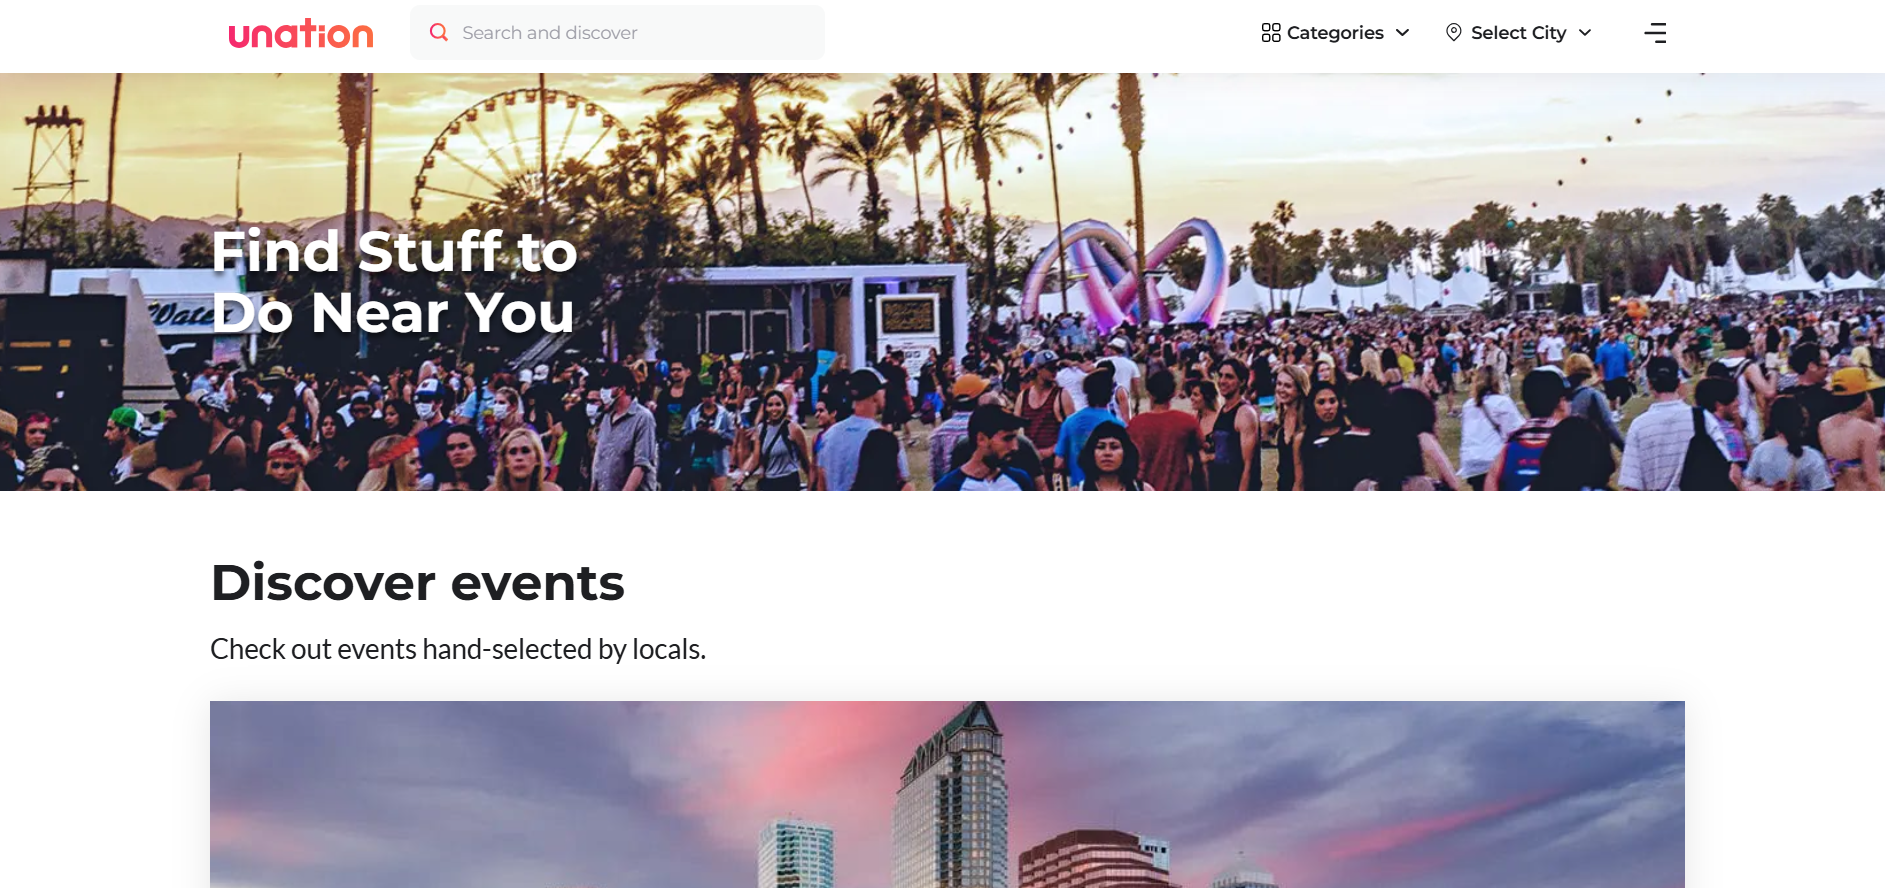 unation
Search and discover
Categories
Select City
Find Stuff to
Do Near You
Water
Discover events
Check out events hand-selected by locals.